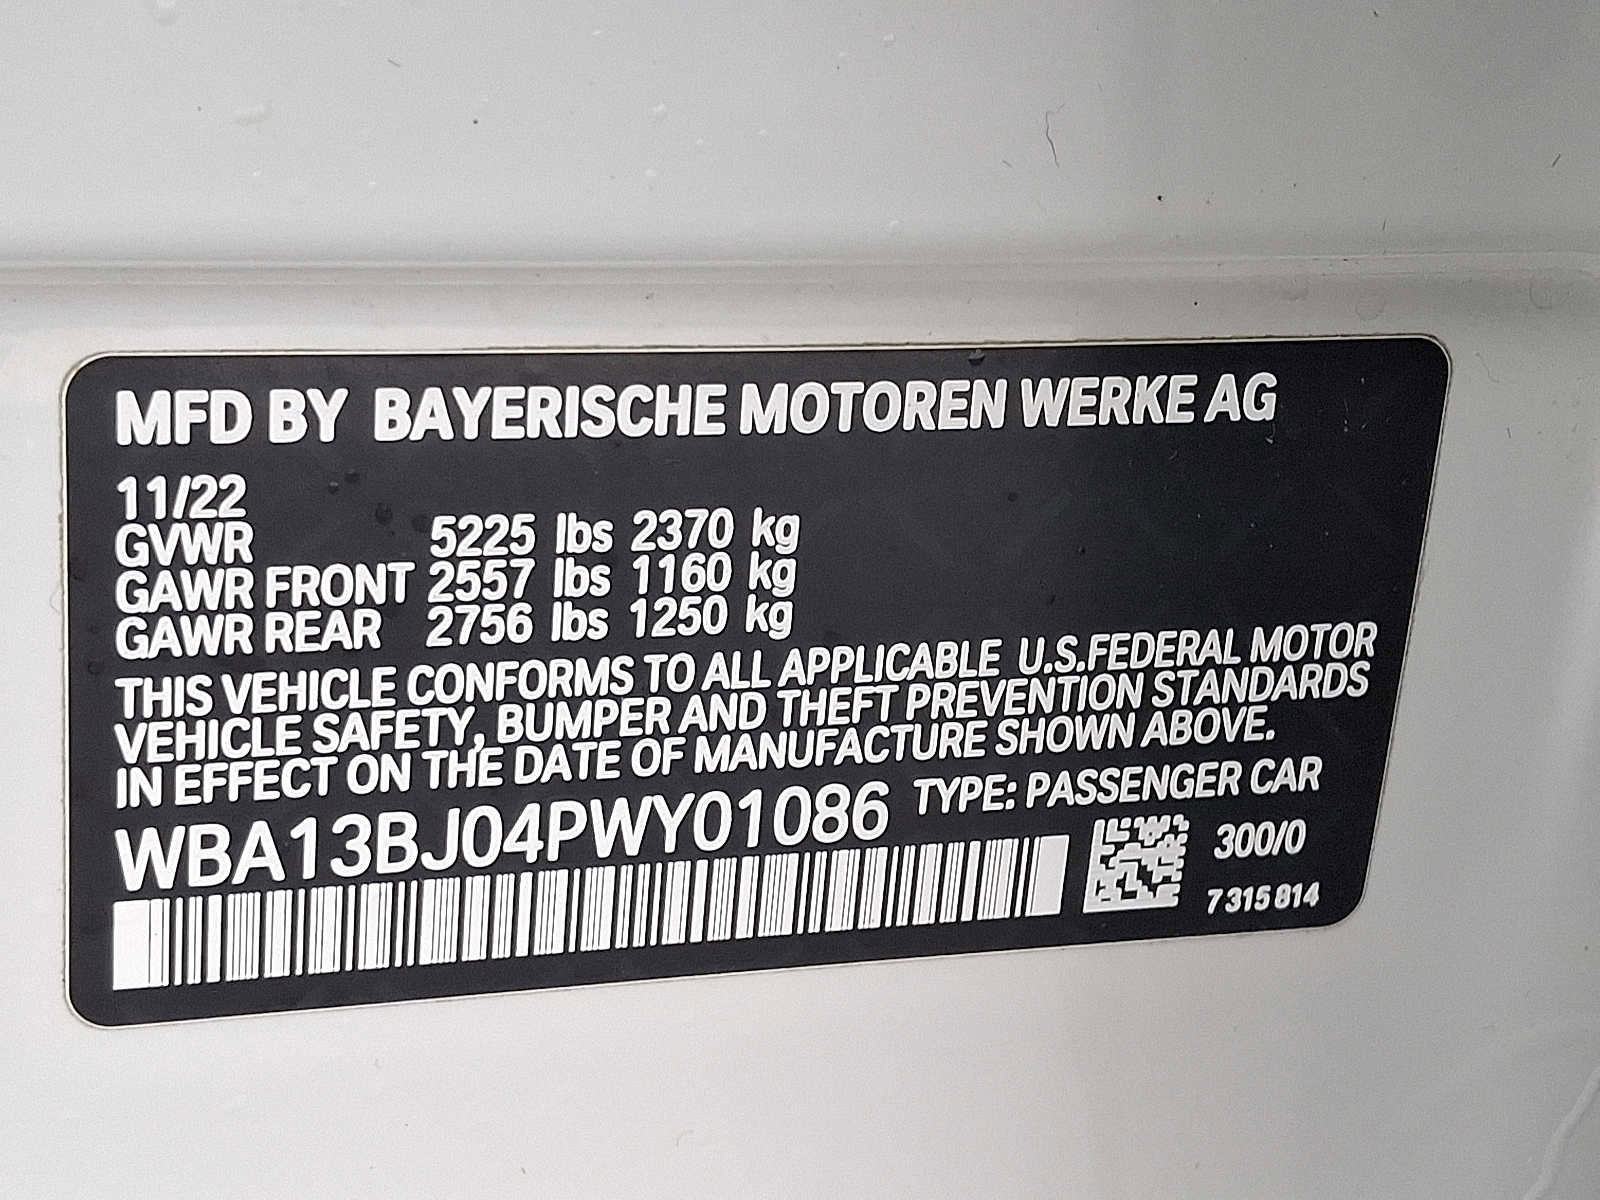 MFD BY BAYERISCHE MOTOREN WERKE AG
11/22
GVWR 5225 lbs 2370 kg
GAWR FRONT 2557 lbs 1160 kg
GAWR REAR 2756 lbs 1250 kg
THIS VEHICLE CONFORMS TO ALL APPLICABLE U.S.FEDERAL MOTOR
VEHICLE SAFETY, BUMPER AND THEFT PREVENTION STANDARDS
IN EFFECT ON THE DATE OF MANUFACTURE SHOWN ABOVE.
WBA13BJ04PWY01086 TYPE: PASSENGER CAR
300/0
7 315 814